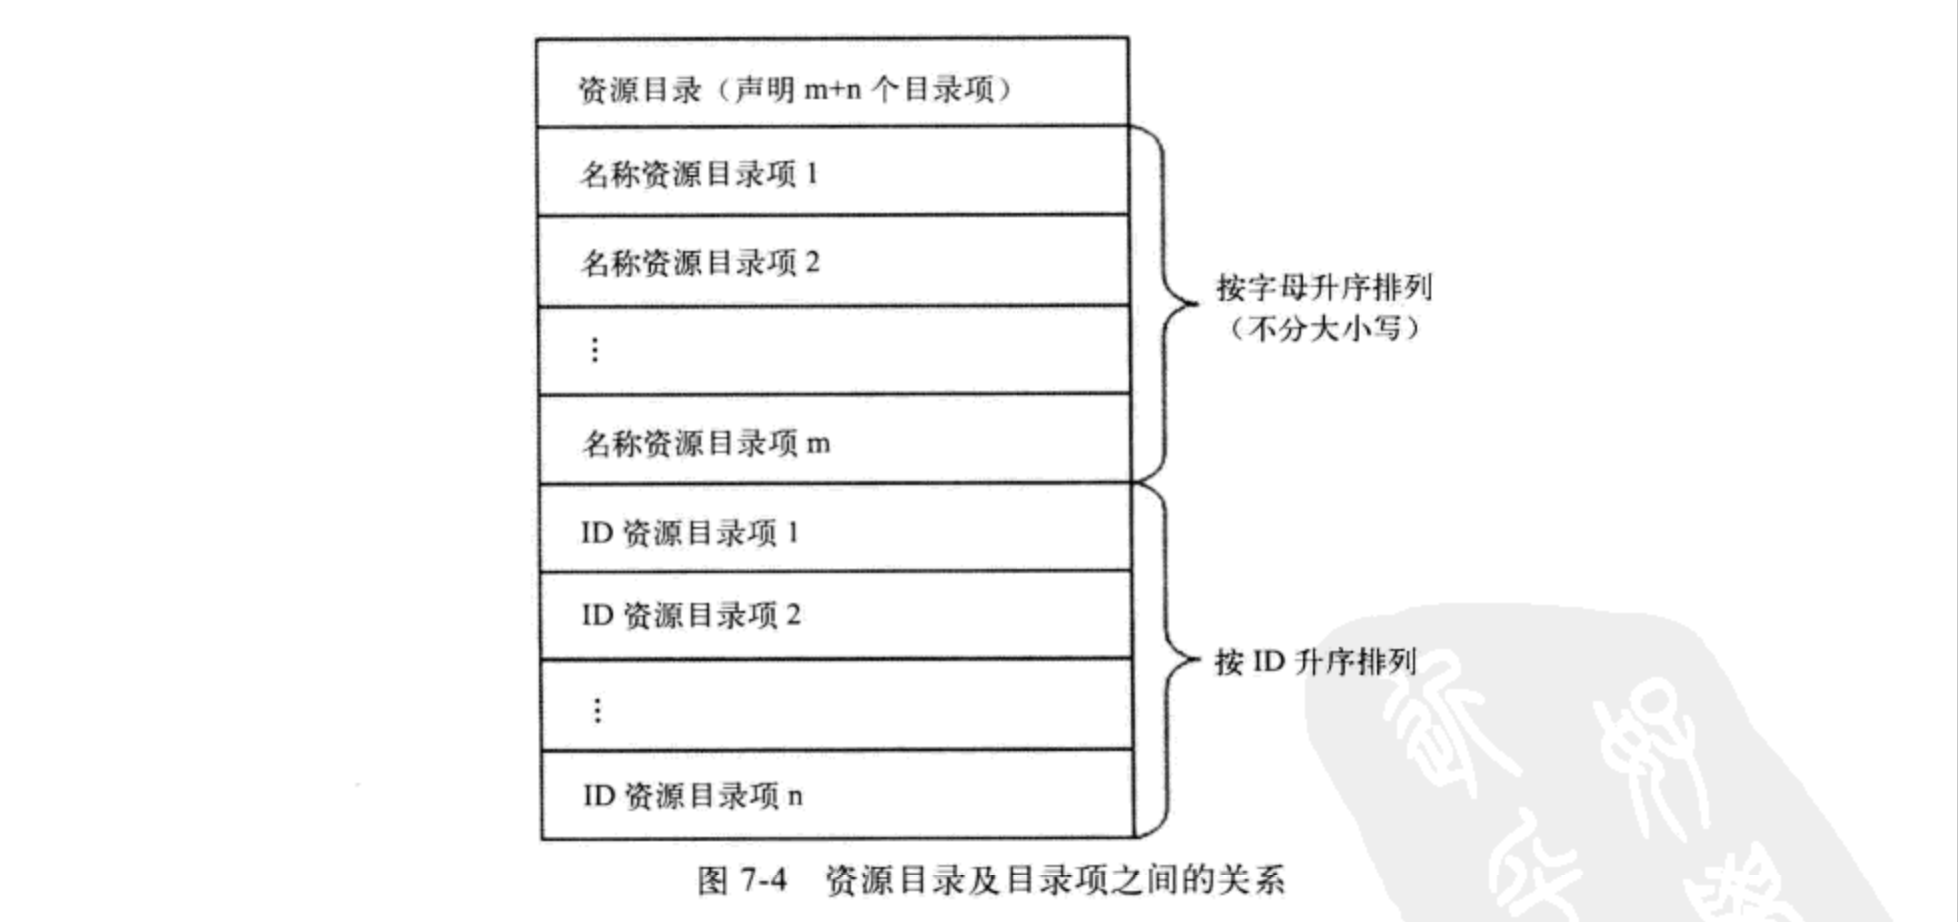 资源目录（声明 m+n 个目录项）
名称资源目录项 1
名称资源目录项 2
⋮
名称资源目录项 m
按字母升序排列
（不分大小写）
ID 资源目录项 1
ID 资源目录项 2
⋮
ID 资源目录项 n
按 ID 升序排列
图 7-4 资源目录及目录项之间的关系